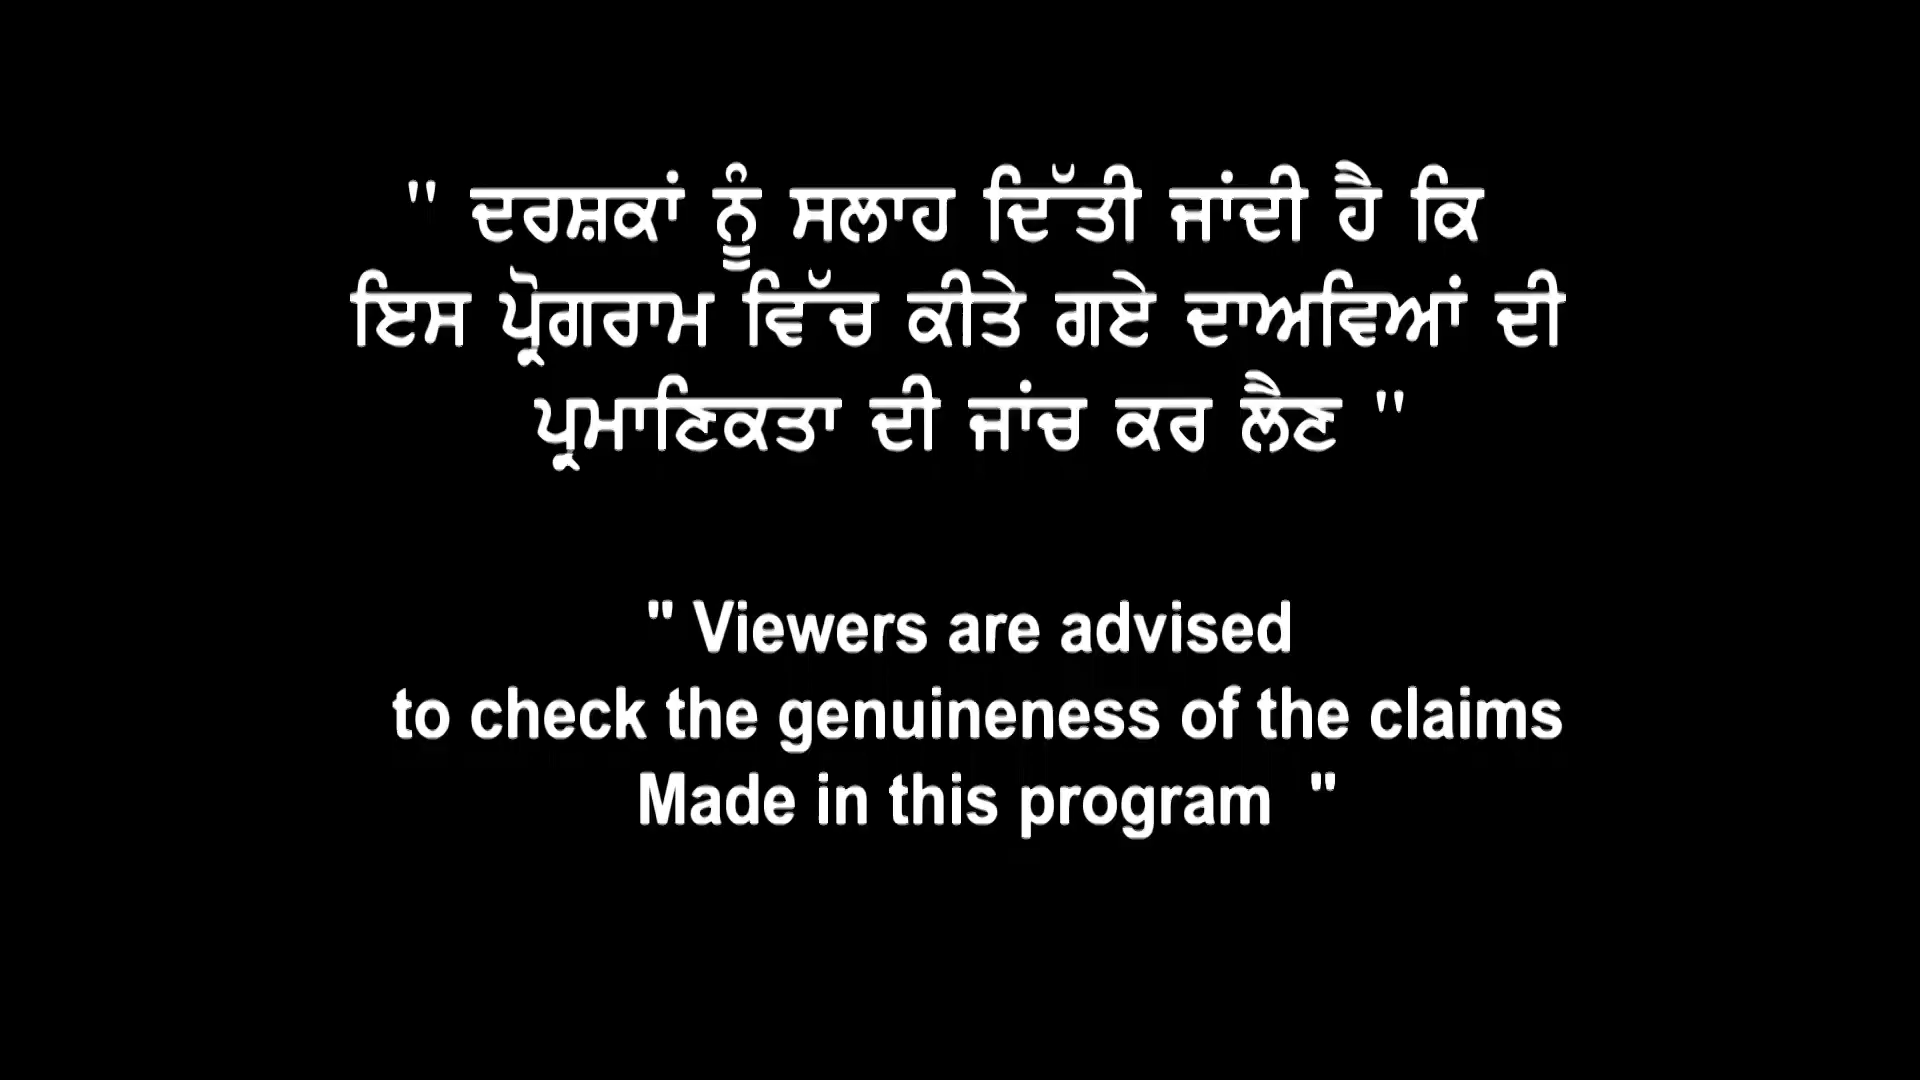 " ਦਰਸ਼ਕਾਂ ਨੂੰ ਸਲਾਹ ਦਿੱਤੀ ਜਾਂਦੀ ਹੈ ਕਿ
ਇਸ ਪ੍ਰੋਗਰਾਮ ਵਿੱਚ ਕੀਤੇ ਗਏ ਦਾਅਵਿਆਂ ਦੀ
ਪ੍ਰਮਾਣਿਕਤਾ ਦੀ ਜਾਂਚ ਕਰ ਲੈਣ "
" Viewers are advised
to check the genuineness of the claims
Made in this program "